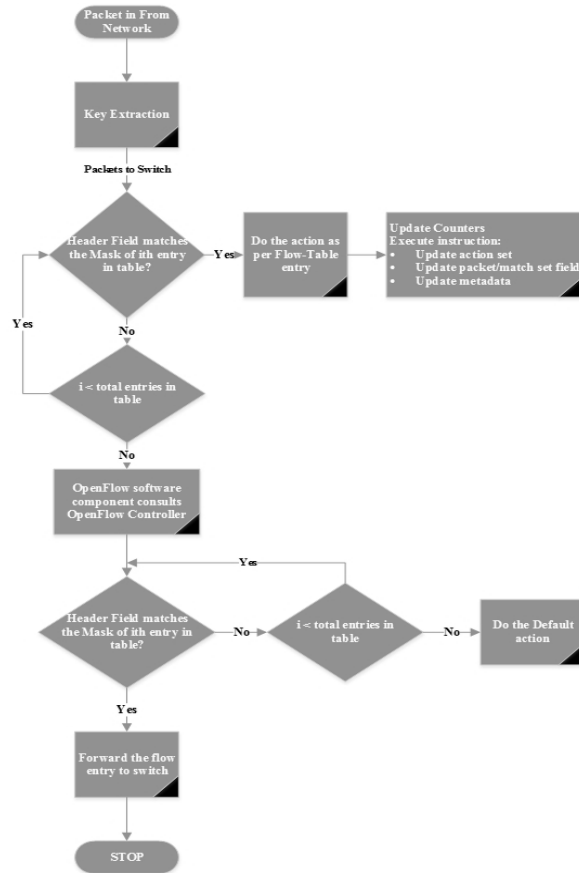 Packet in From
Network
Key Extraction
Packets to Switch
Header Field matches
the Mask of ith entry
in table?
Yes
Do the action as
per Flow-Table
entry
Update Counters
Execute instruction:
• Update action set
• Update packet/match set field
• Update metadata
Yes
No
i < total entries in
table
No
OpenFlow software
component consults
OpenFlow Controller
Yes
Header Field matches
the Mask of ith entry in
table?
No
i < total entries in
table
No
Do the Default
action
Yes
Forward the flow
entry to switch
STOP